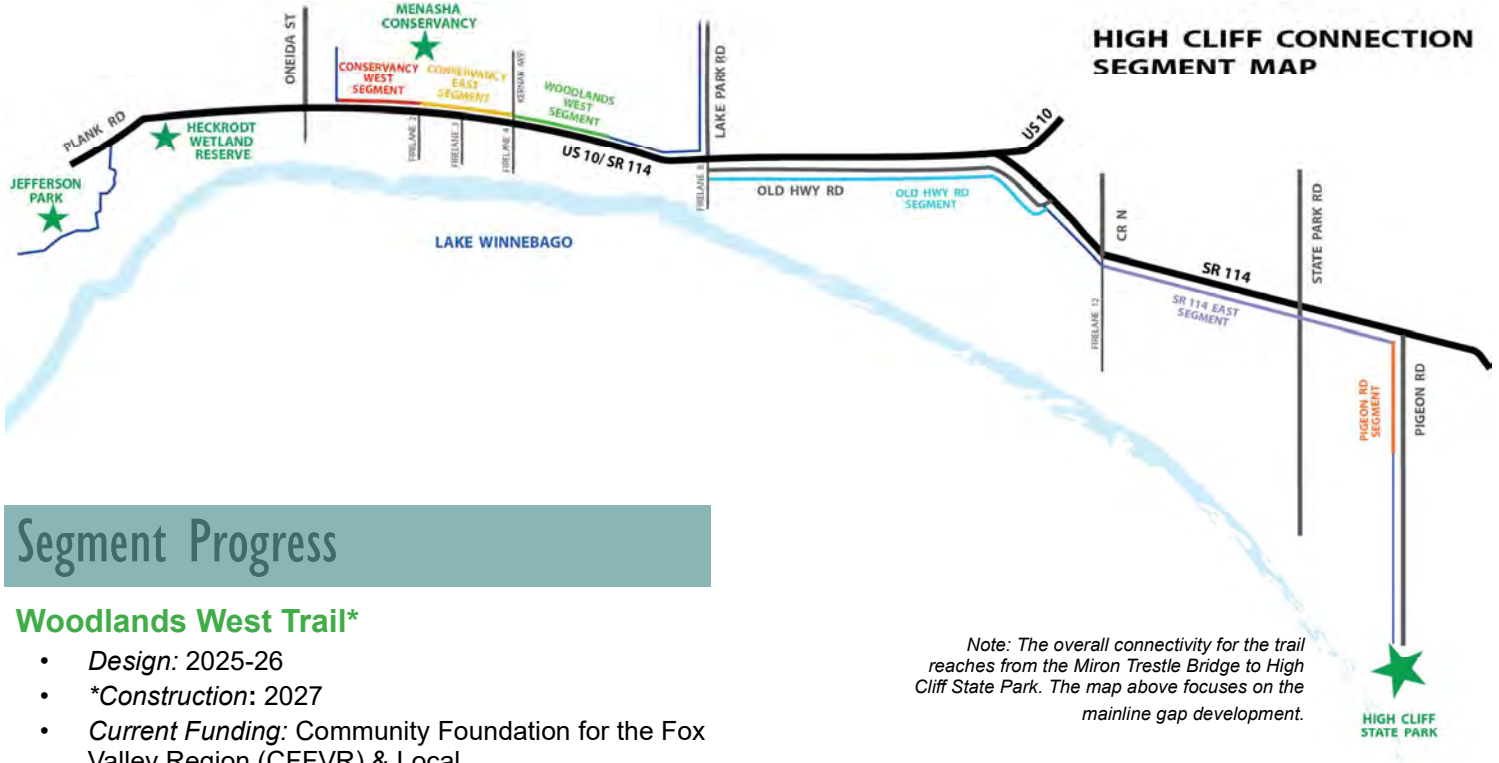 HIGH CLIFF CONNECTION
SEGMENT MAP
MENASHA
CONSERVANCY
ONEIDA ST
CONSERVANCY
WEST
SEGMENT
CONSERVANCY
EAST
SEGMENT
KERNAN AVE
WOODLANDS
WEST
SEGMENT
LAKE PARK RD
PLANK RD
HECKRODT
WETLAND
RESERVE
JEFFERSON
PARK
FIRELANE 2
FIRELANE 3
FIRELANE 4
US 10/ SR 114
FIRELANE 8
US 10
OLD HWY RD
OLD HWY RD
SEGMENT
LAKE WINNEBAGO
CR N
FIRELANE 12
SR 114
SR 114 EAST
SEGMENT
STATE PARK RD
PIGEON RD
SEGMENT
PIGEON RD
HIGH CLIFF
STATE PARK
Segment Progress
Woodlands West Trail*
• Design: 2025-26
• *Construction: 2027
• Current Funding: Community Foundation for the Fox
Valley Region (CFFVR) & Local
Note: The overall connectivity for the trail
reaches from the Miron Trestle Bridge to High
Cliff State Park. The map above focuses on the
mainline gap development.